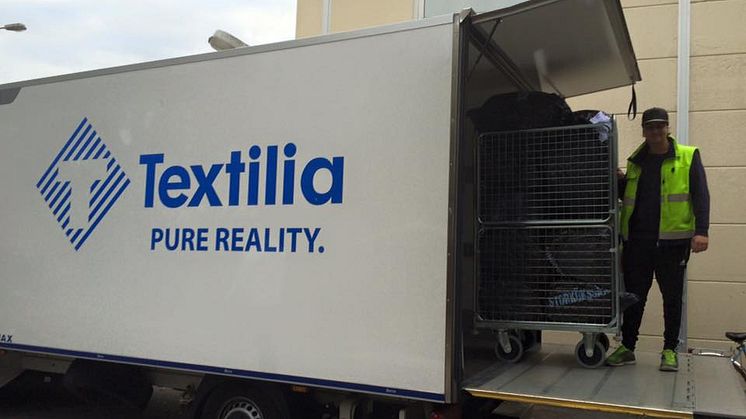 T
Textilia
PURE REALITY.